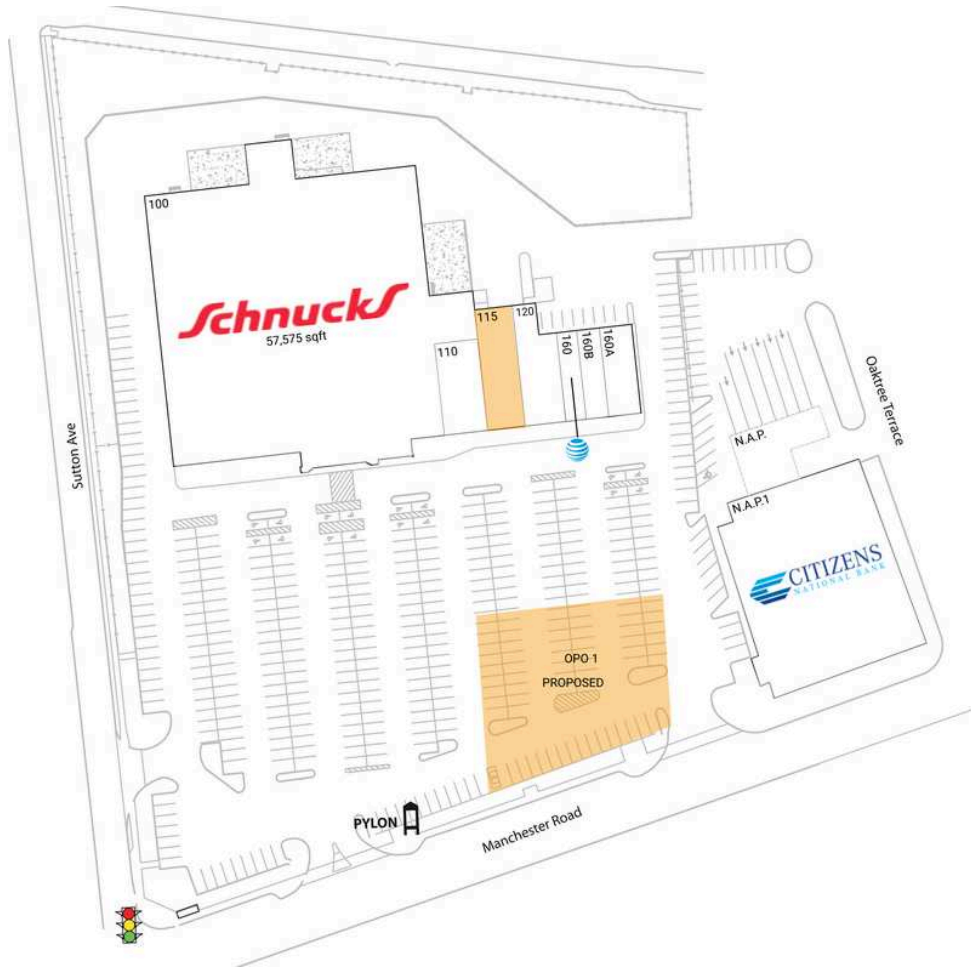 100
Schnucks
57,575 sqft
110
115
120
160
160B
160A
Sutton Ave
Oaktree Terrace
N.A.P.
N.A.P.1
CITIZENS
NATIONAL BANK
OPO 1
PROPOSED
PYLON
Manchester Road